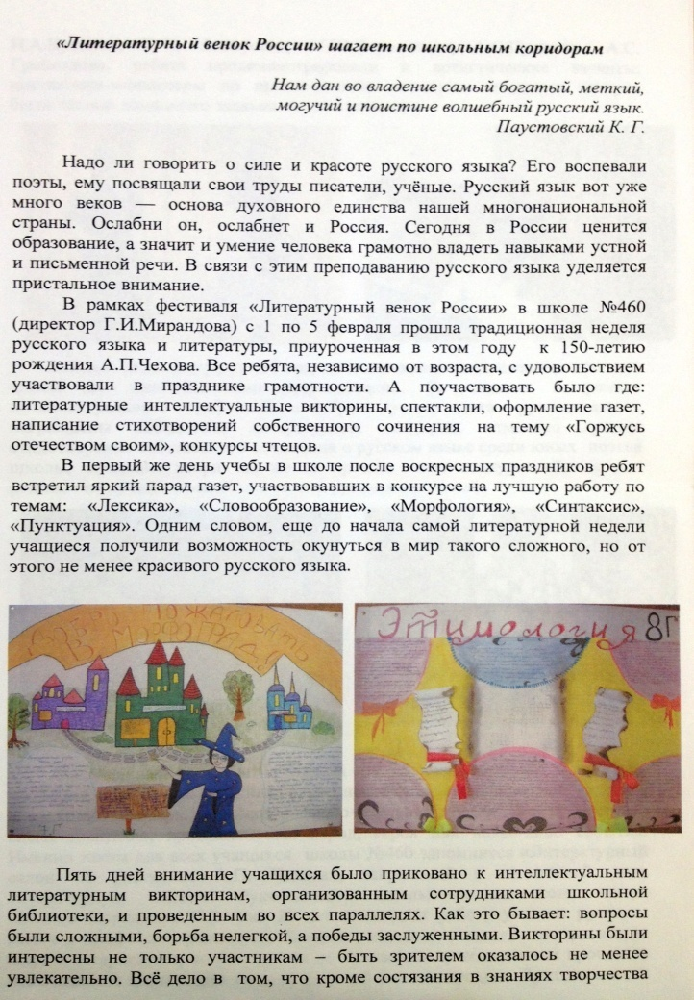 «Литературный венок России» шагает по школьным коридорам
Нам дан во владение самый богатый, меткий,
могучий и поистине волшебный русский язык.
Паустовский К. Г.
Надо ли говорить о силе и красоте русского языка? Его воспевали
поэты, ему посвящали свои труды писатели, учёные. Русский язык вот уже
много веков — основа духовного единства нашей многонациональной
страны. Ослабни он, ослабнет и Россия. Сегодня в России ценится
образование, а значит и умение человека грамотно владеть навыками устной
и письменной речи. В связи с этим преподаванию русского языка уделяется
пристальное внимание.
В рамках фестиваля «Литературный венок России» в школе №460
(директор Г.И.Мирандова) с 1 по 5 февраля прошла традиционная неделя
русского языка и литературы, приуроченная в этом году к 150-летию
рождения А.П.Чехова. Все ребята, независимо от возраста, с удовольствием
участвовали в празднике грамотности. А поучаствовать было где:
литературные интеллектуальные викторины, спектакли, оформление газет,
написание стихотворений собственного сочинения на тему «Горжусь
отечеством своим», конкурсы чтецов.
В первый же день учебы в школе после воскресных праздников ребят
встретил яркий парад газет, участвовавших в конкурсе на лучшую работу по
темам: «Лексика», «Словообразование», «Морфология», «Синтаксис»,
«Пунктуация». Одним словом, еще до начала самой литературной недели
учащиеся получили возможность окунуться в мир такого сложного, но от
этого не менее красивого русского языка.
ДОБРО ПОЖАЛОВАТЬ
В МОРФОГРАД!
Этимология 8Г
Пять дней внимание учащихся было приковано к интеллектуальным
литературным викторинам, организованным сотрудниками школьной
библиотеки, и проведенным во всех параллелях. Как это бывает: вопросы
были сложными, борьба нелегкой, а победы заслуженными. Викторины были
интересны не только участникам – быть зрителем оказалось не менее
увлекательно. Всё дело в том, что кроме состязания в знаниях творчества